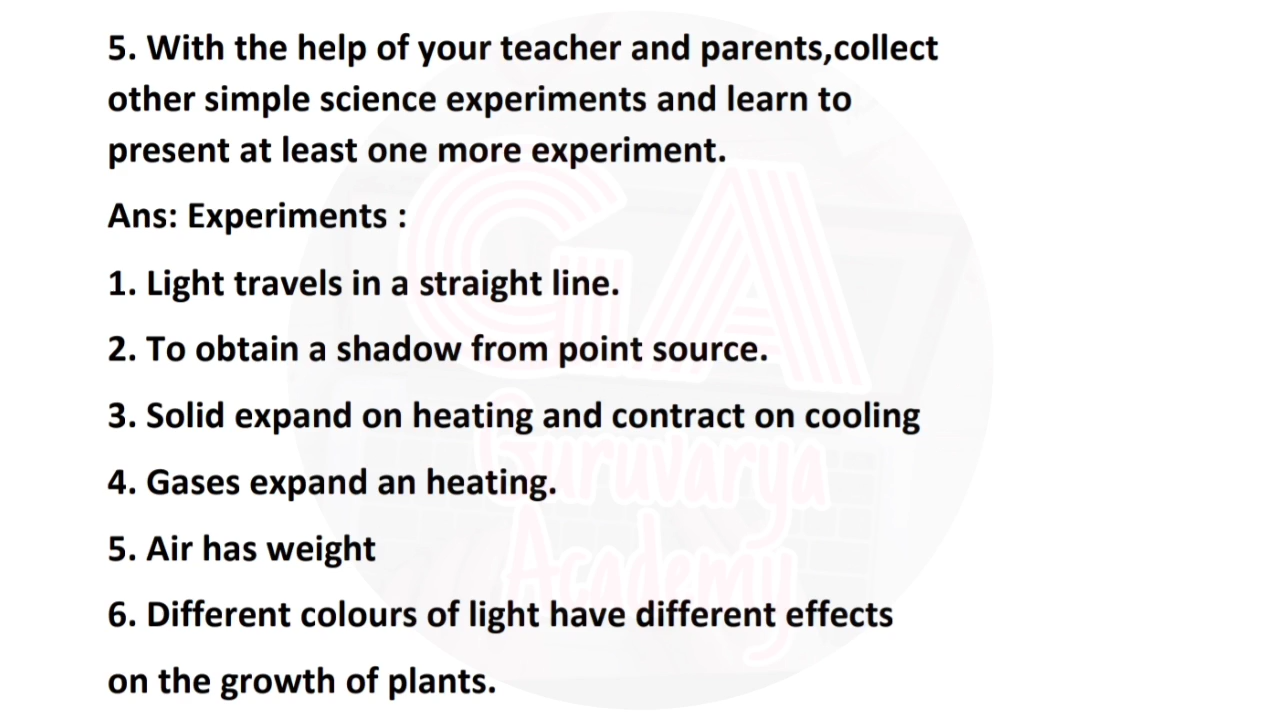 5. With the help of your teacher and parents,collect
other simple science experiments and learn to
present at least one more experiment.
Ans: Experiments :
1. Light travels in a straight line.
2. To obtain a shadow from point source.
3. Solid expand on heating and contract on cooling
4. Gases expand an heating.
5. Air has weight
6. Different colours of light have different effects
on the growth of plants.
GA
Guruvarya
Academy